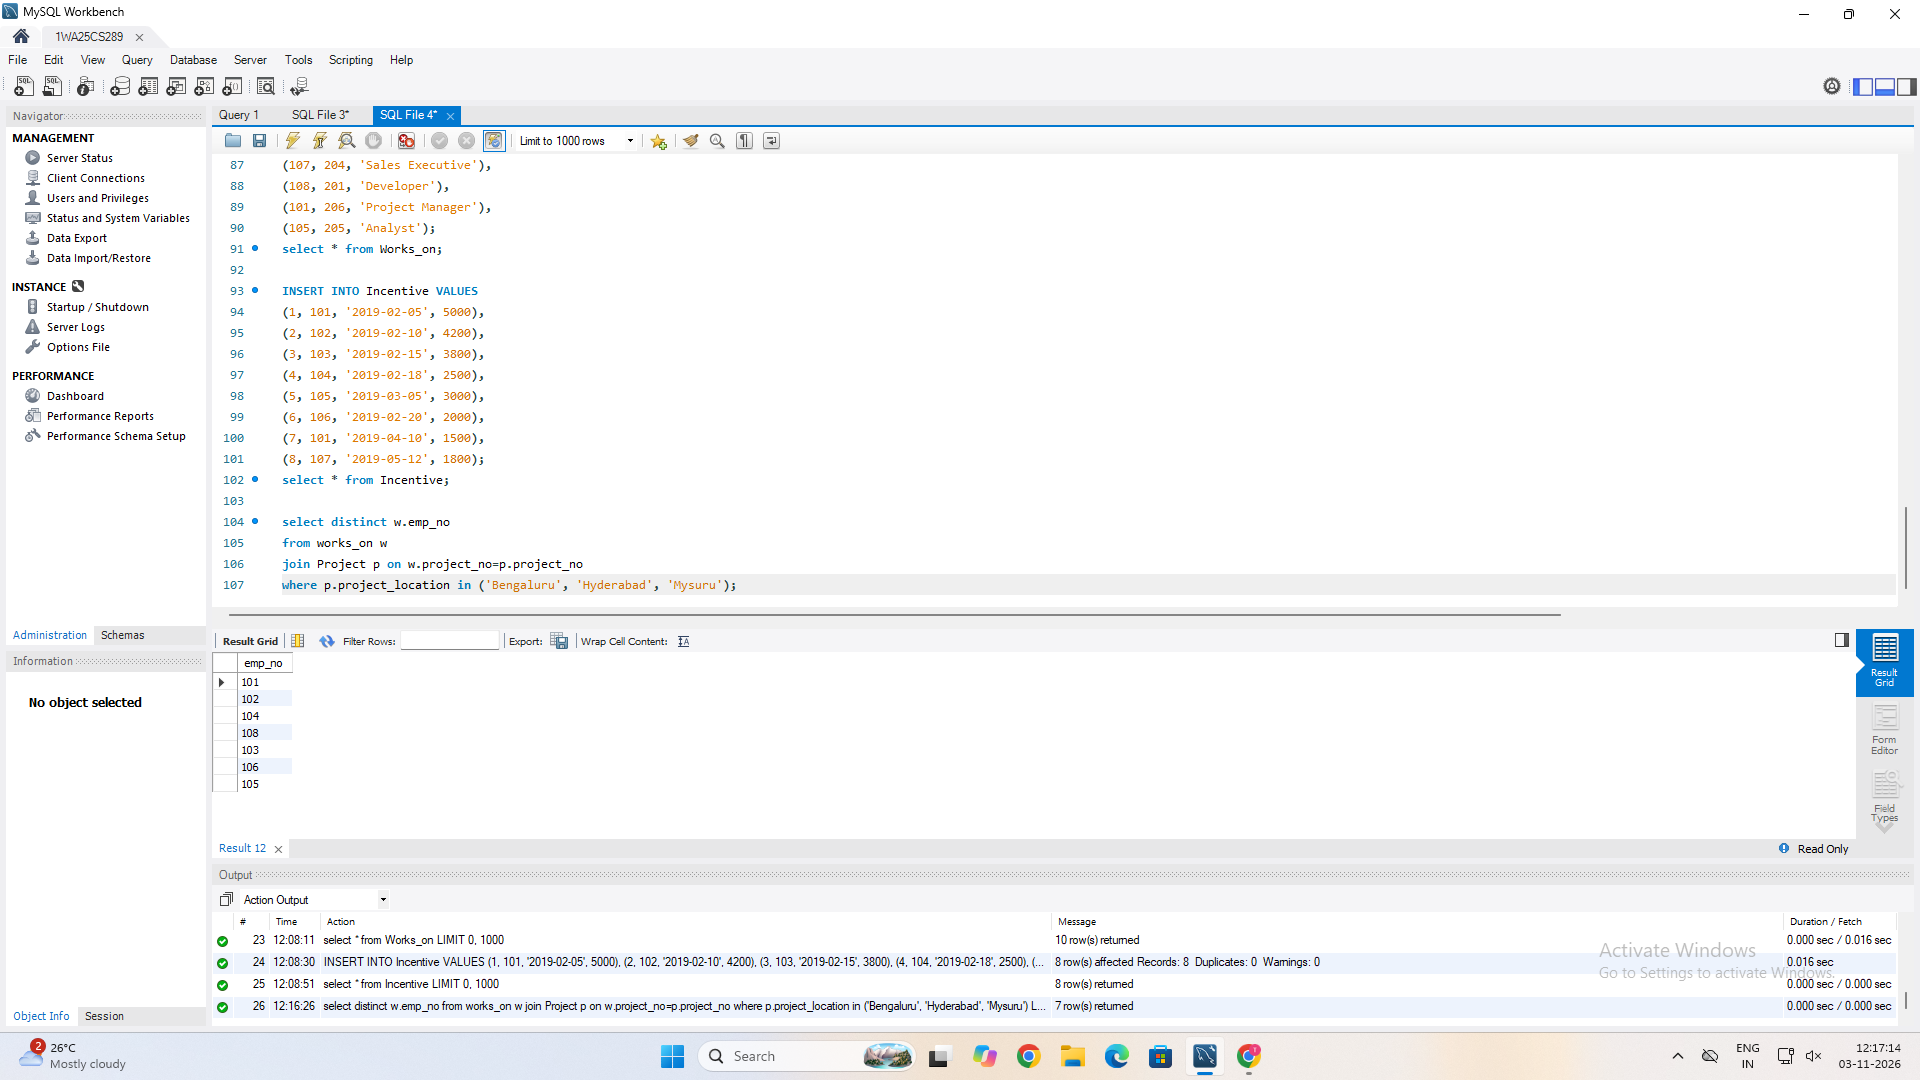 MySQL Workbench
1WA25CS289
File Edit View Query Database Server Tools Scripting Help
Navigator
MANAGEMENT
Server Status
Client Connections
Users and Privileges
Status and System Variables
Data Export
Data Import/Restore
INSTANCE
Startup / Shutdown
Server Logs
Options File
PERFORMANCE
Dashboard
Performance Reports
Performance Schema Setup
Administration Schemas
Information
No object selected
Object Info Session
Query 1 SQL File 3* SQL File 4*
Limit to 1000 rows
87 (107, 204, 'Sales Executive'),
88 (108, 201, 'Developer'),
89 (101, 206, 'Project Manager'),
90 (105, 205, 'Analyst');
91 select * from Works_on;
92
93 INSERT INTO Incentive VALUES
94 (1, 101, '2019-02-05', 5000),
95 (2, 102, '2019-02-10', 4200),
96 (3, 103, '2019-02-15', 3800),
97 (4, 104, '2019-02-18', 2500),
98 (5, 105, '2019-03-05', 3000),
99 (6, 106, '2019-02-20', 2000),
100 (7, 101, '2019-04-10', 1500),
101 (8, 107, '2019-05-12', 1800);
102 select * from Incentive;
103
104 select distinct w.emp_no
105 from works_on w
106 join Project p on w.project_no=p.project_no
107 where p.project_location in ('Bengaluru', 'Hyderabad', 'Mysuru');
Result Grid Filter Rows: Export: Wrap Cell Content:
emp_no
101
102
104
108
103
106
105
Result Grid
Form Editor
Field Types
Result 12 Read Only
Output
Action Output
# Time Action Message Duration / Fetch
23 12:08:11 select * from Works_on LIMIT 0, 1000 10 row(s) returned 0.000 sec / 0.016 sec
24 12:08:30 INSERT INTO Incentive VALUES (1, 101, '2019-02-05', 5000), (2, 102, '2019-02-10', 4200), (3, 103, '2019-02-15', 3800), (4, 104, '2019-02-18', 2500), (... 8 row(s) affected Records: 8 Duplicates: 0 Warnings: 0 0.016 sec
25 12:08:51 select * from Incentive LIMIT 0, 1000 8 row(s) returned 0.000 sec / 0.000 sec
26 12:16:26 select distinct w.emp_no from works_on w join Project p on w.project_no=p.project_no where p.project_location in ('Bengaluru', 'Hyderabad', 'Mysuru') L... 7 row(s) returned 0.000 sec / 0.000 sec
Activate Windows
Go to Settings to activate Windows.
2
26°C
Mostly cloudy
Search
ENG
IN
12:17:14
03-11-2026